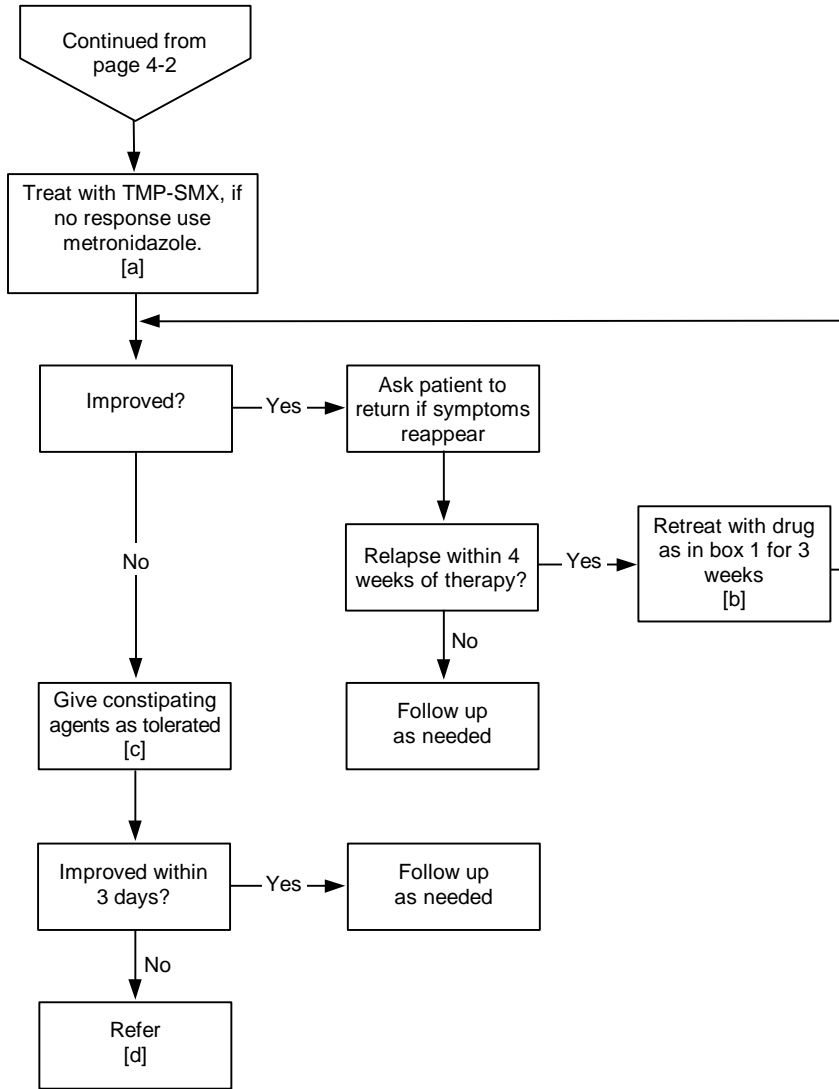 Continued from
page 4-2
Treat with TMP-SMX, if
no response use
metronidazole.
[a]
Improved?
Yes
Ask patient to
return if symptoms
reappear
No
Relapse within 4
weeks of therapy?
Yes
Retreat with drug
as in box 1 for 3
weeks
[b]
No
Give constipating
agents as tolerated
[c]
Follow up
as needed
Improved within
3 days?
Yes
Follow up
as needed
No
Refer
[d]